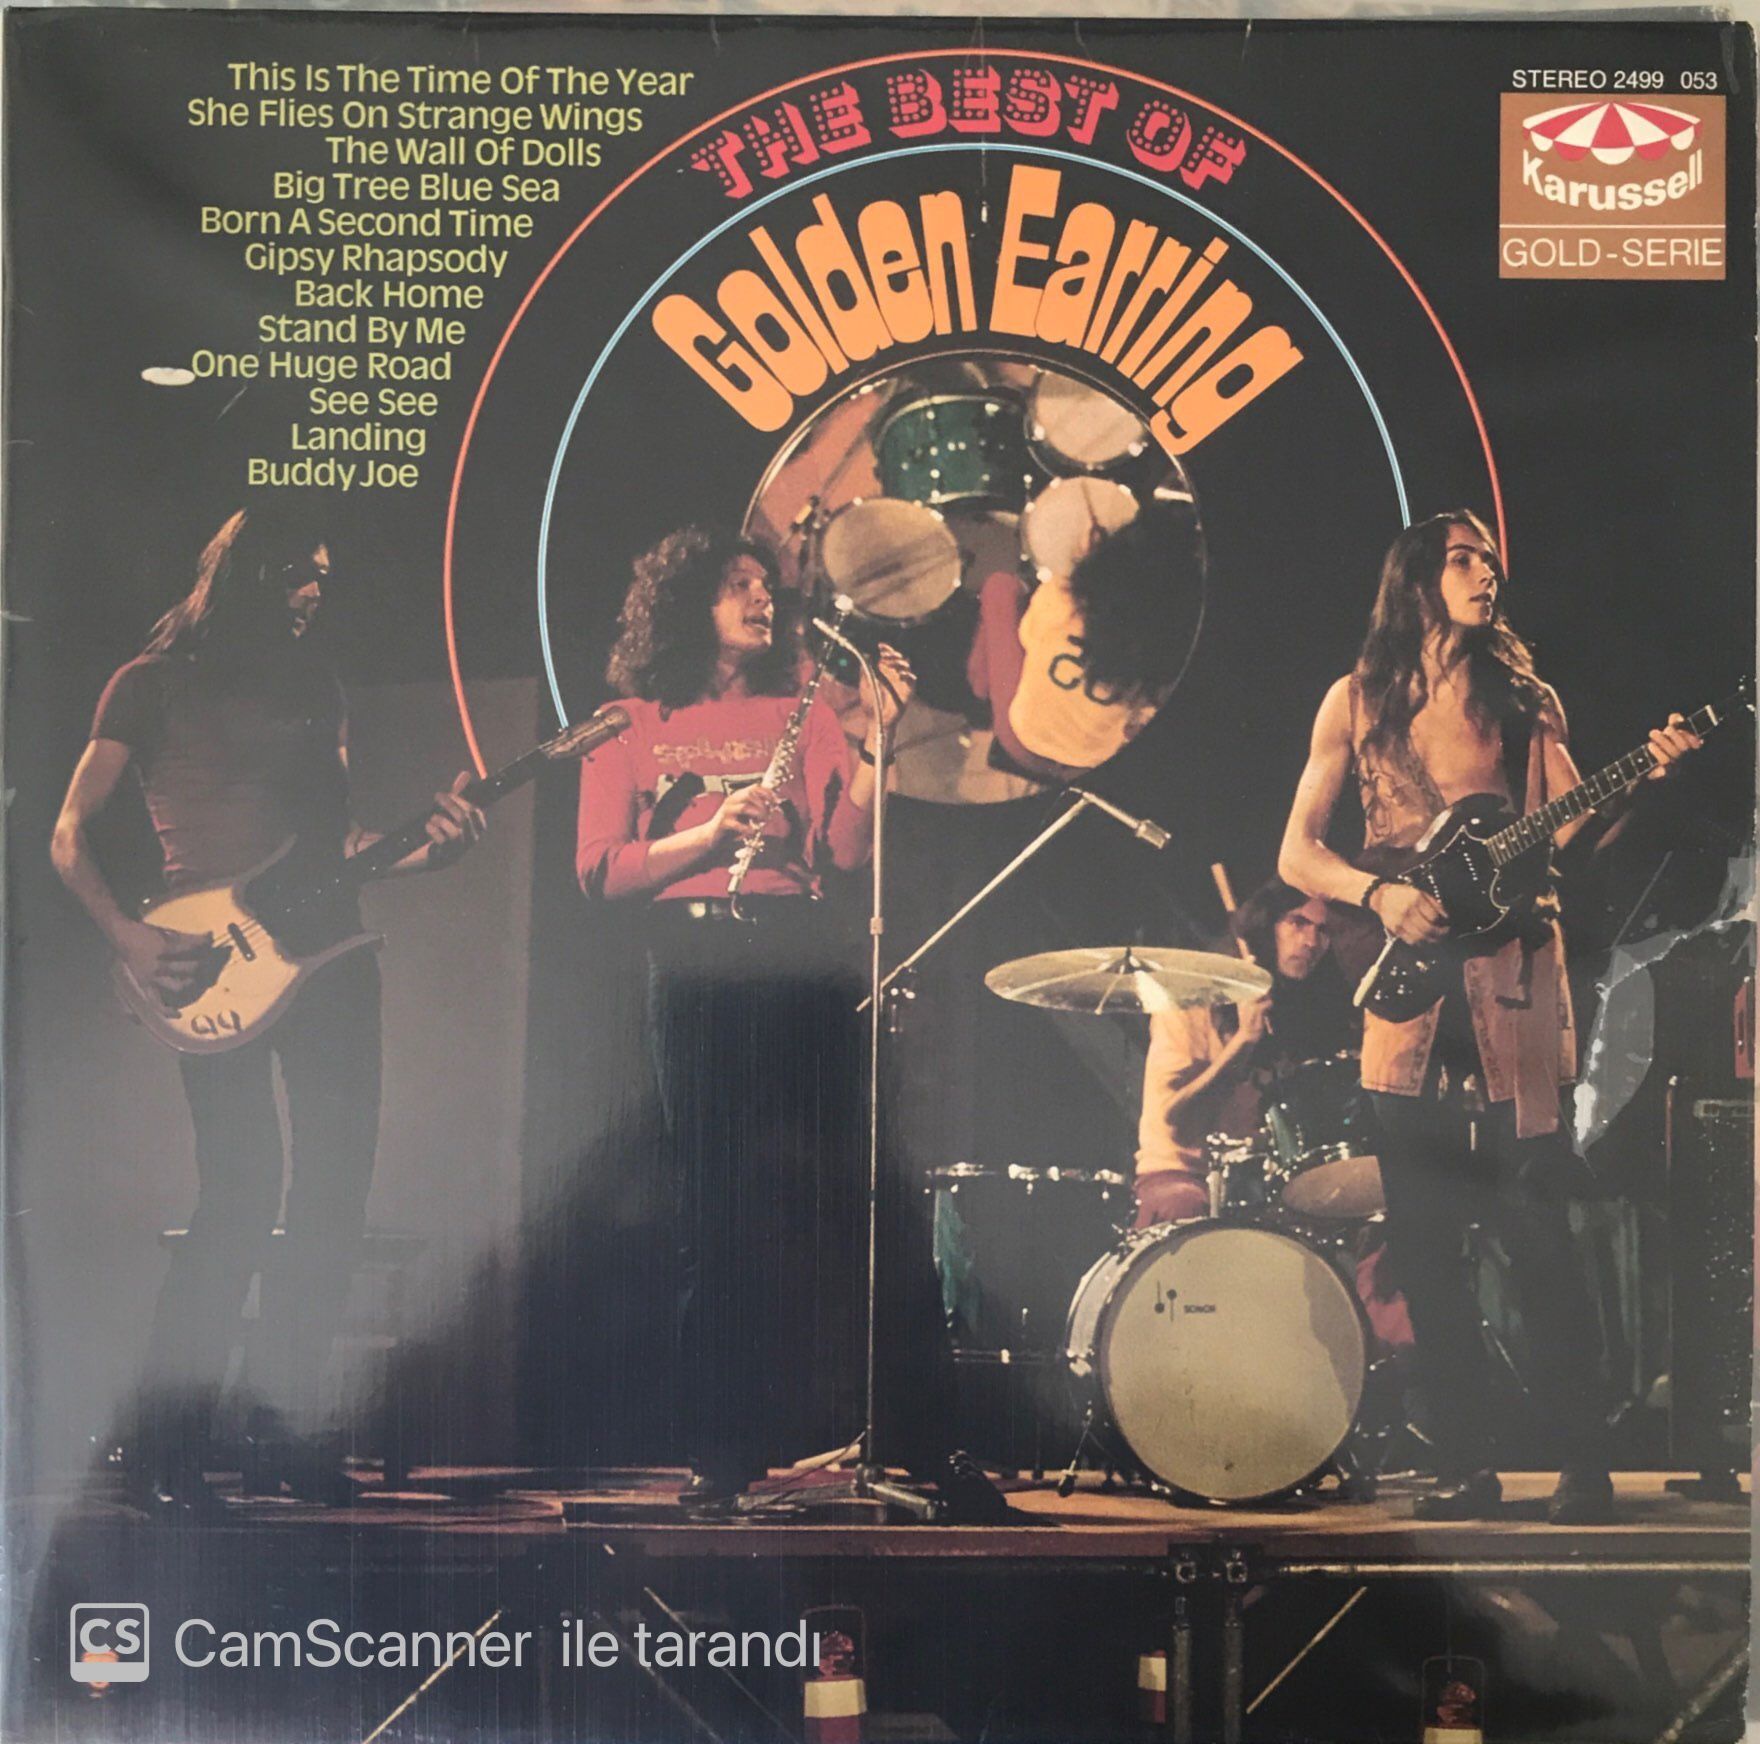 This Is The Time Of The Year
She Flies On Strange Wings
The Wall Of Dolls
Big Tree Blue Sea
Born A Second Time
Gipsy Rhapsody
Back Home
Stand By Me
One Huge Road
See See
Landing
Buddy Joe
THE BEST OF
Golden Earring
STEREO 2499 053
Karussell
GOLD-SERIE
SONOR
CS CamScanner ile tarandı